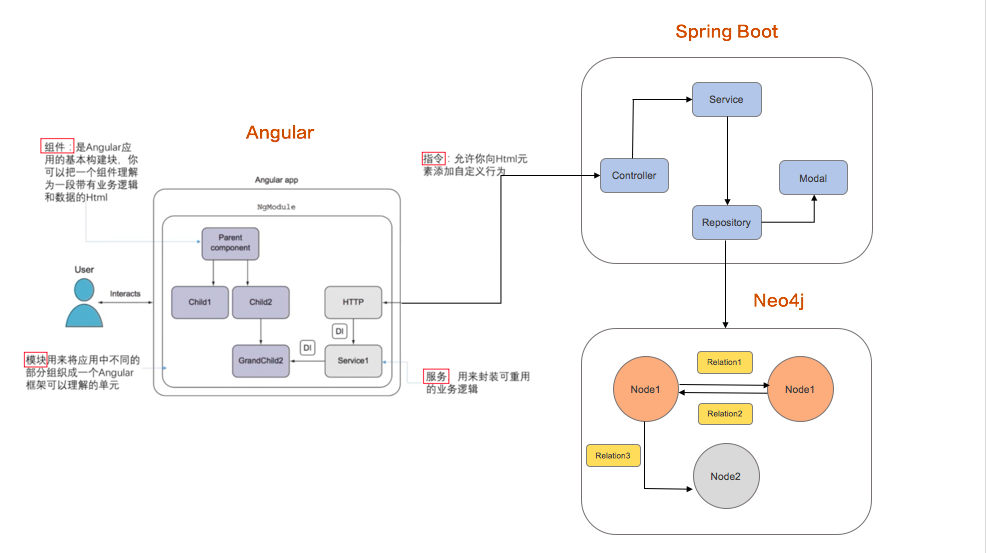 Spring Boot
Angular
Service
Controller
Modal
Repository
组件：是Angular应
用的基本构建块，你
可以把一个组件理解
为一段带有业务逻辑
和数据的Html
指令：允许你向Html元
素添加自定义行为
Angular app
NgModule
Parent
component
User
Interacts
Child1
Child2
HTTP
DI
DI
GrandChild2
Service1
模块用来将应用中不同的
部分组织成一个Angular
框架可以理解的单元
服务 用来封装可重用
的业务逻辑
Neo4j
Relation1
Node1
Node1
Relation2
Relation3
Node2